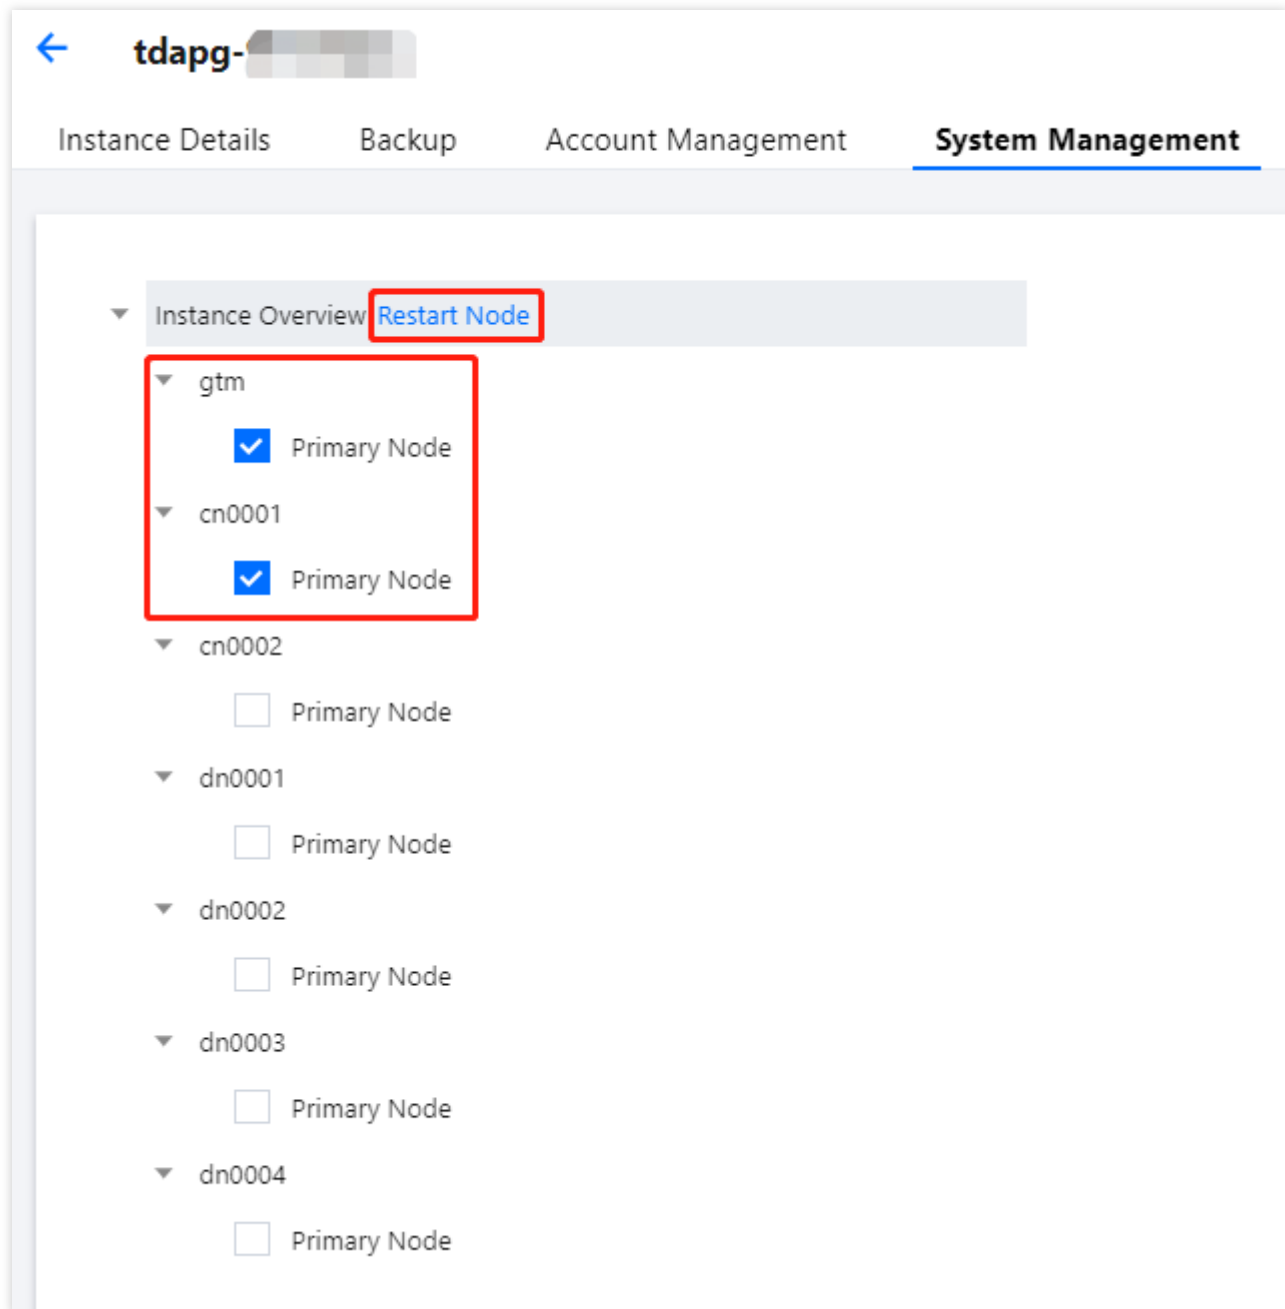 tdapg-
Instance Details Backup Account Management System Management
Instance Overview Restart Node
gtm
Primary Node
cn0001
Primary Node
cn0002
Primary Node
dn0001
Primary Node
dn0002
Primary Node
dn0003
Primary Node
dn0004
Primary Node